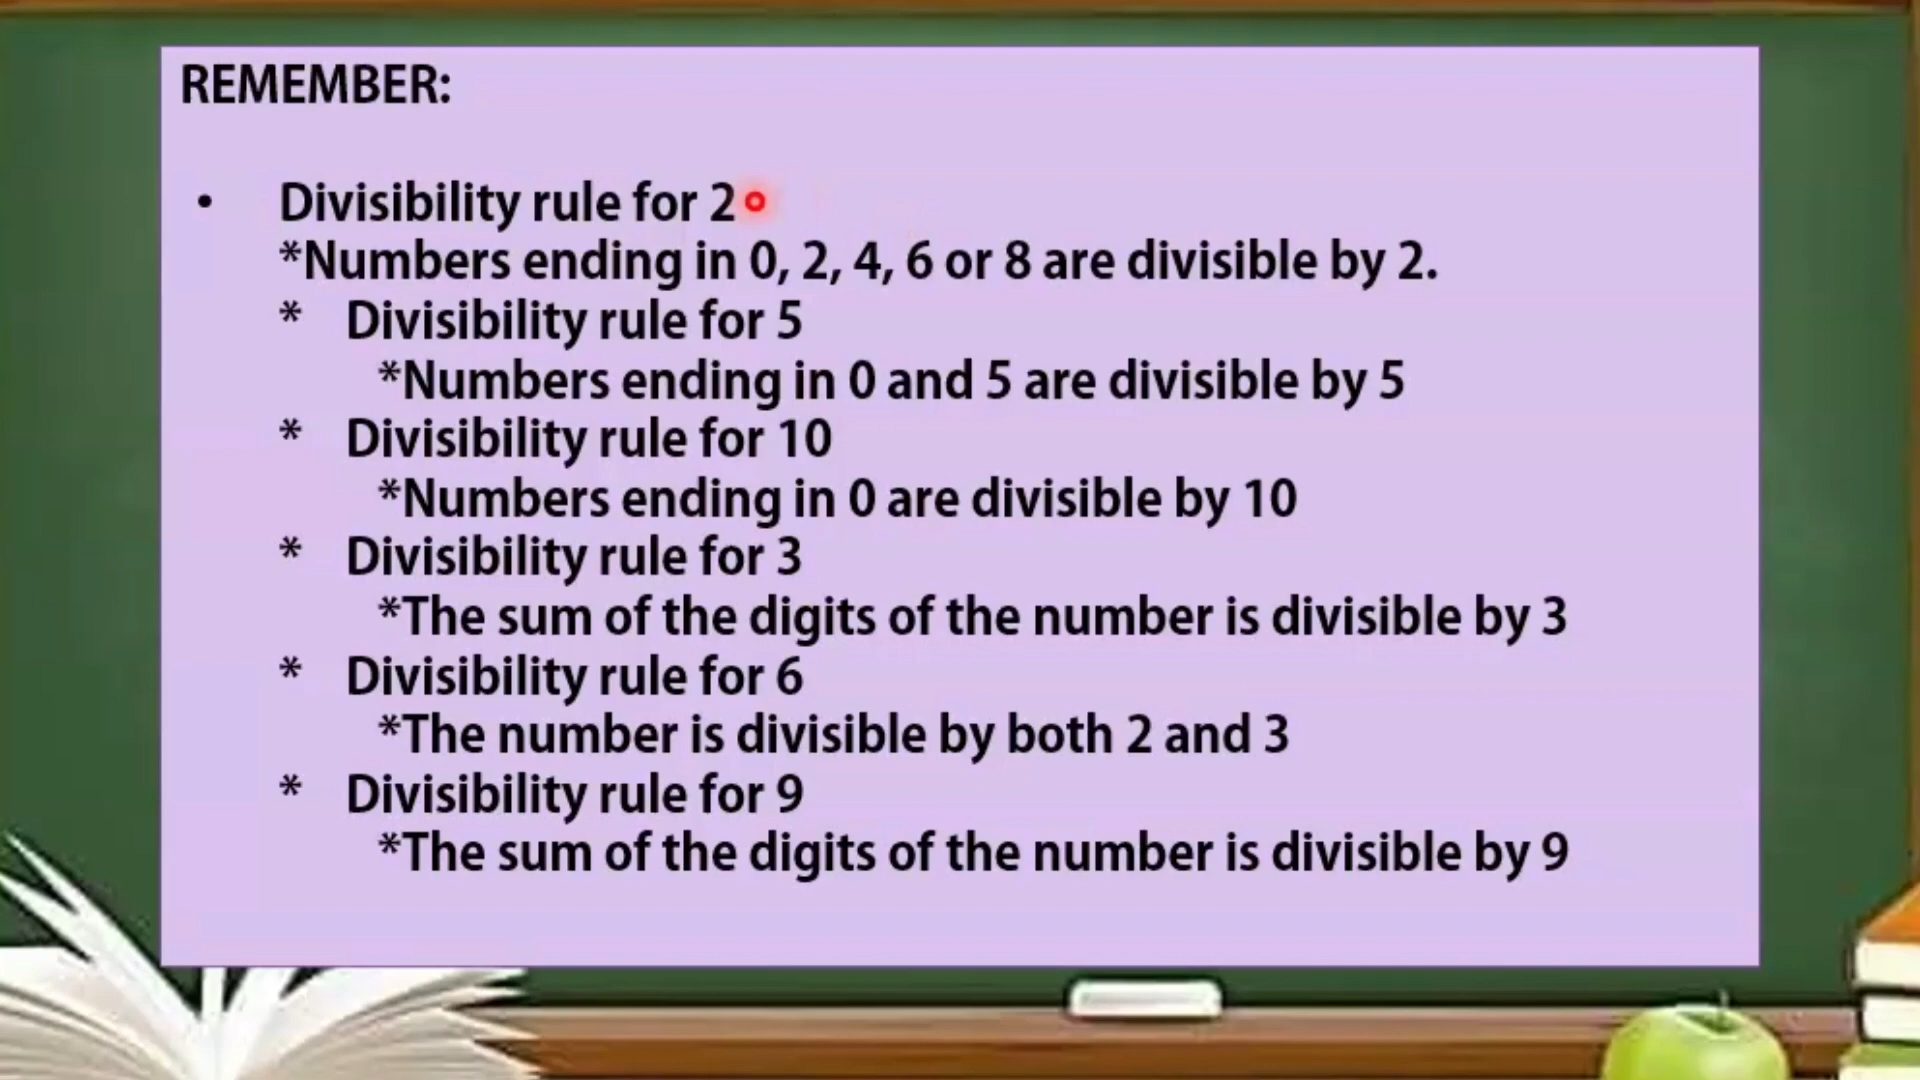 REMEMBER:
• Divisibility rule for 2
*Numbers ending in 0, 2, 4, 6 or 8 are divisible by 2.
* Divisibility rule for 5
*Numbers ending in 0 and 5 are divisible by 5
* Divisibility rule for 10
*Numbers ending in 0 are divisible by 10
* Divisibility rule for 3
*The sum of the digits of the number is divisible by 3
* Divisibility rule for 6
*The number is divisible by both 2 and 3
* Divisibility rule for 9
*The sum of the digits of the number is divisible by 9